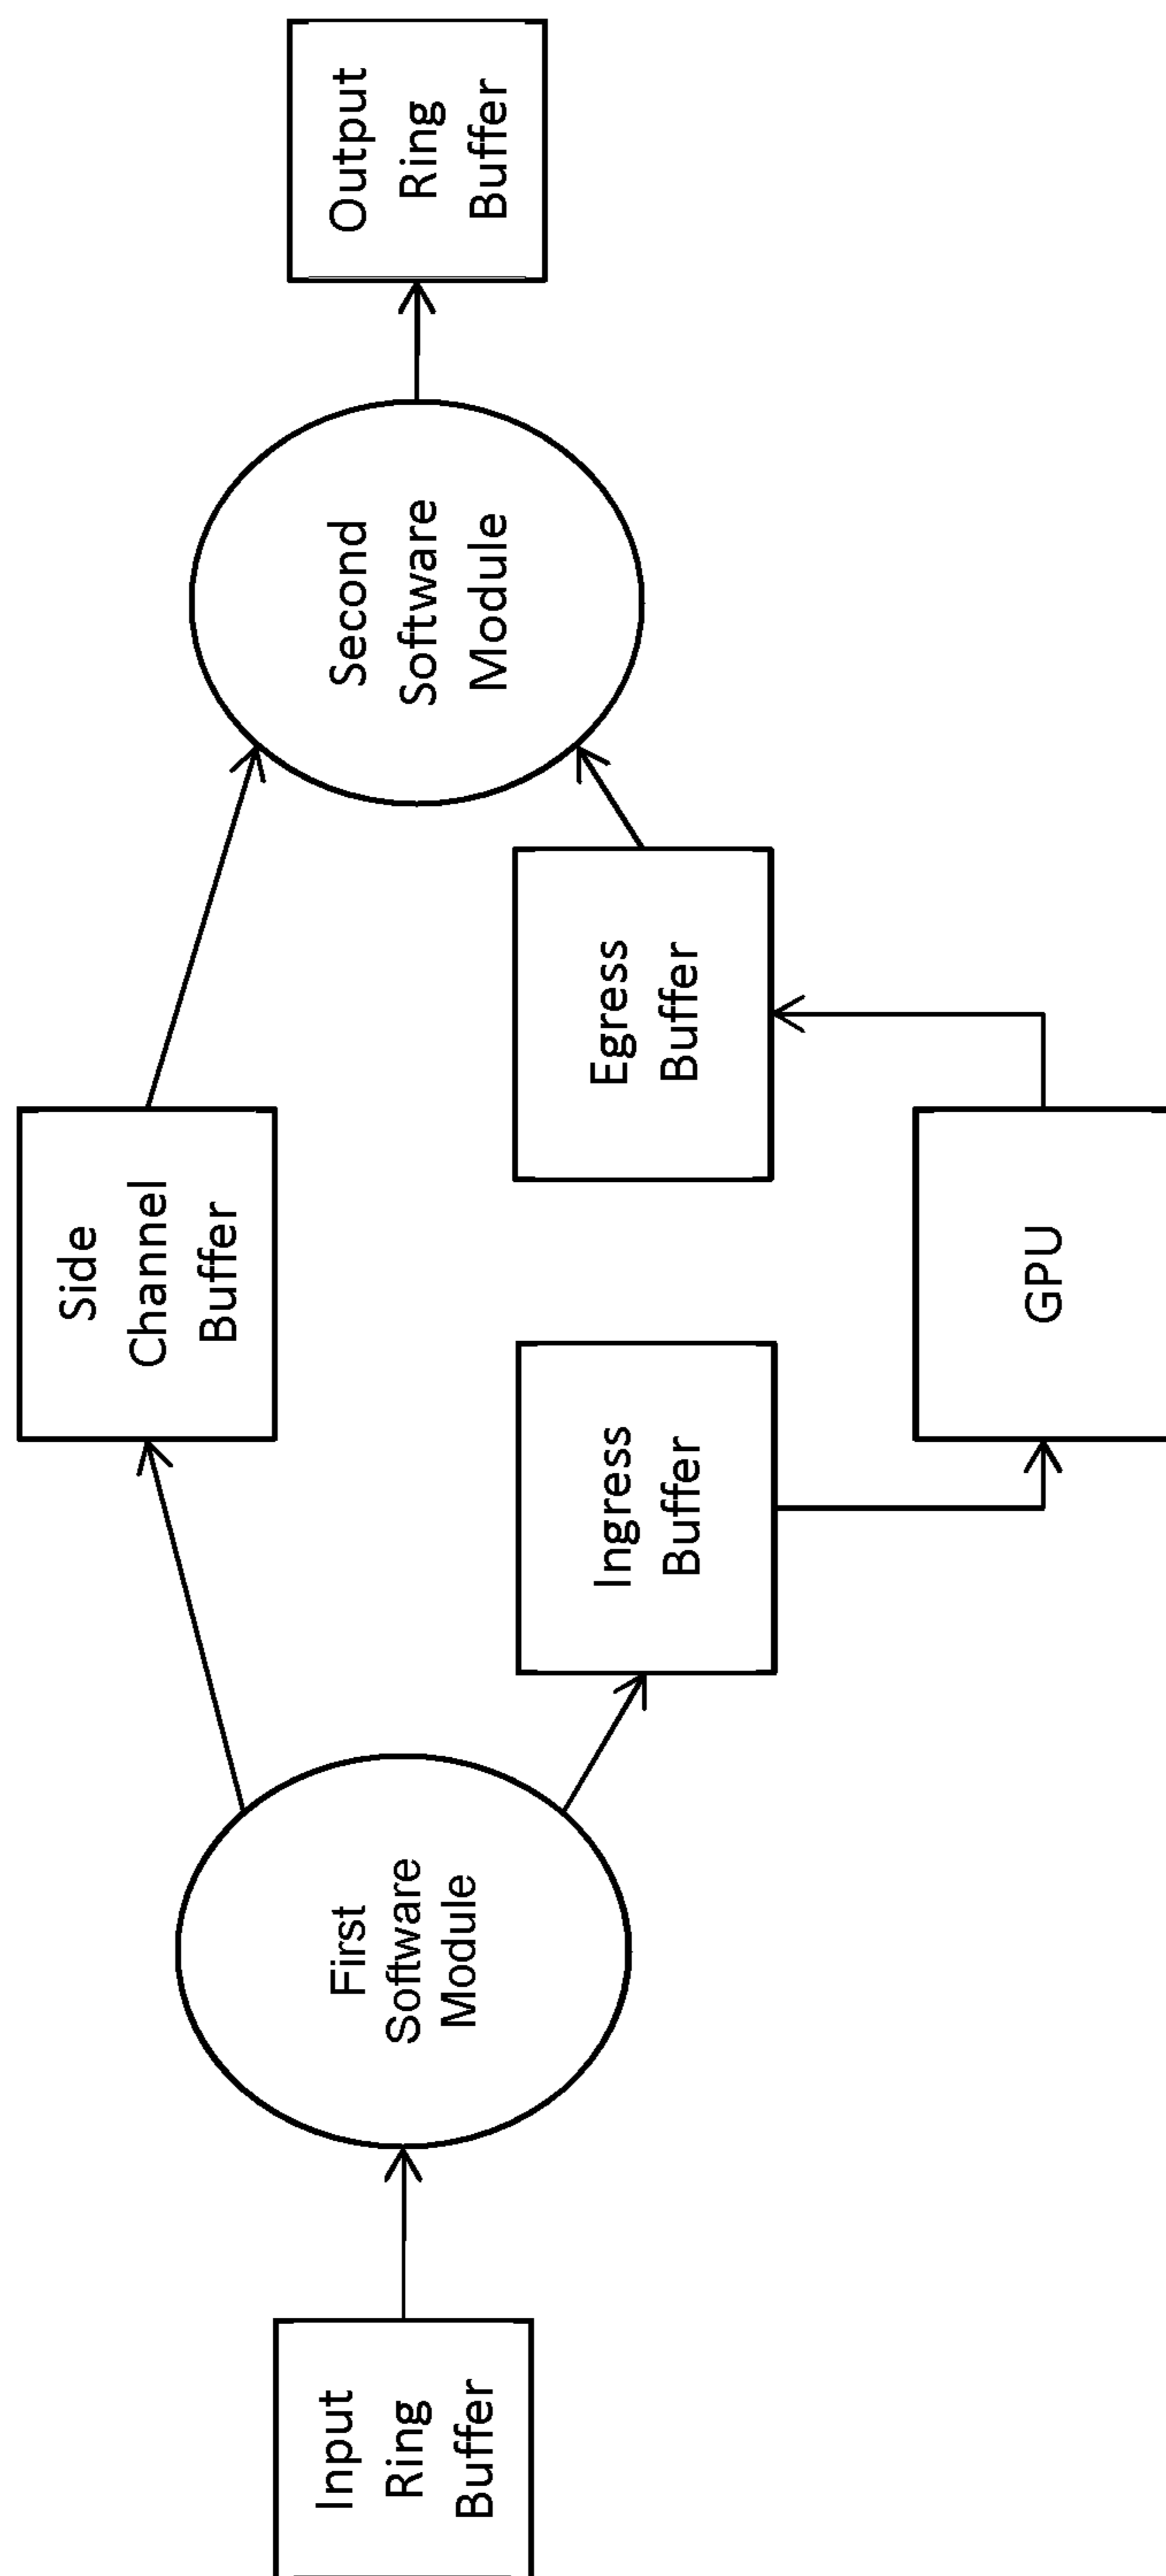 Input
Ring
Buffer
First
Software
Module
Side
Channel
Buffer
Ingress
Buffer
GPU
Egress
Buffer
Second
Software
Module
Output
Ring
Buffer